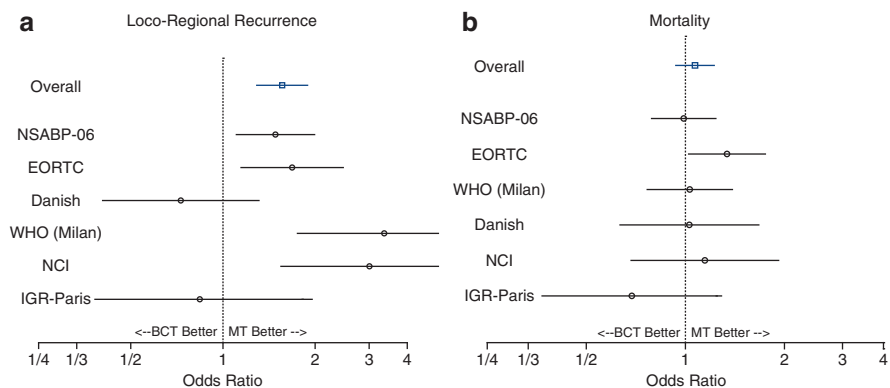 a
Loco-Regional Recurrence
Overall
NSABP-06
EORTC
Danish
WHO (Milan)
NCI
IGR-Paris
<--BCT Better
MT Better -->
1/4 1/3 1/2 1 2 3 4
Odds Ratio
b
Mortality
Overall
NSABP-06
EORTC
WHO (Milan)
Danish
NCI
IGR-Paris
<--BCT Better
MT Better -->
1/4 1/3 1/2 1 2 3 4
Odds Ratio